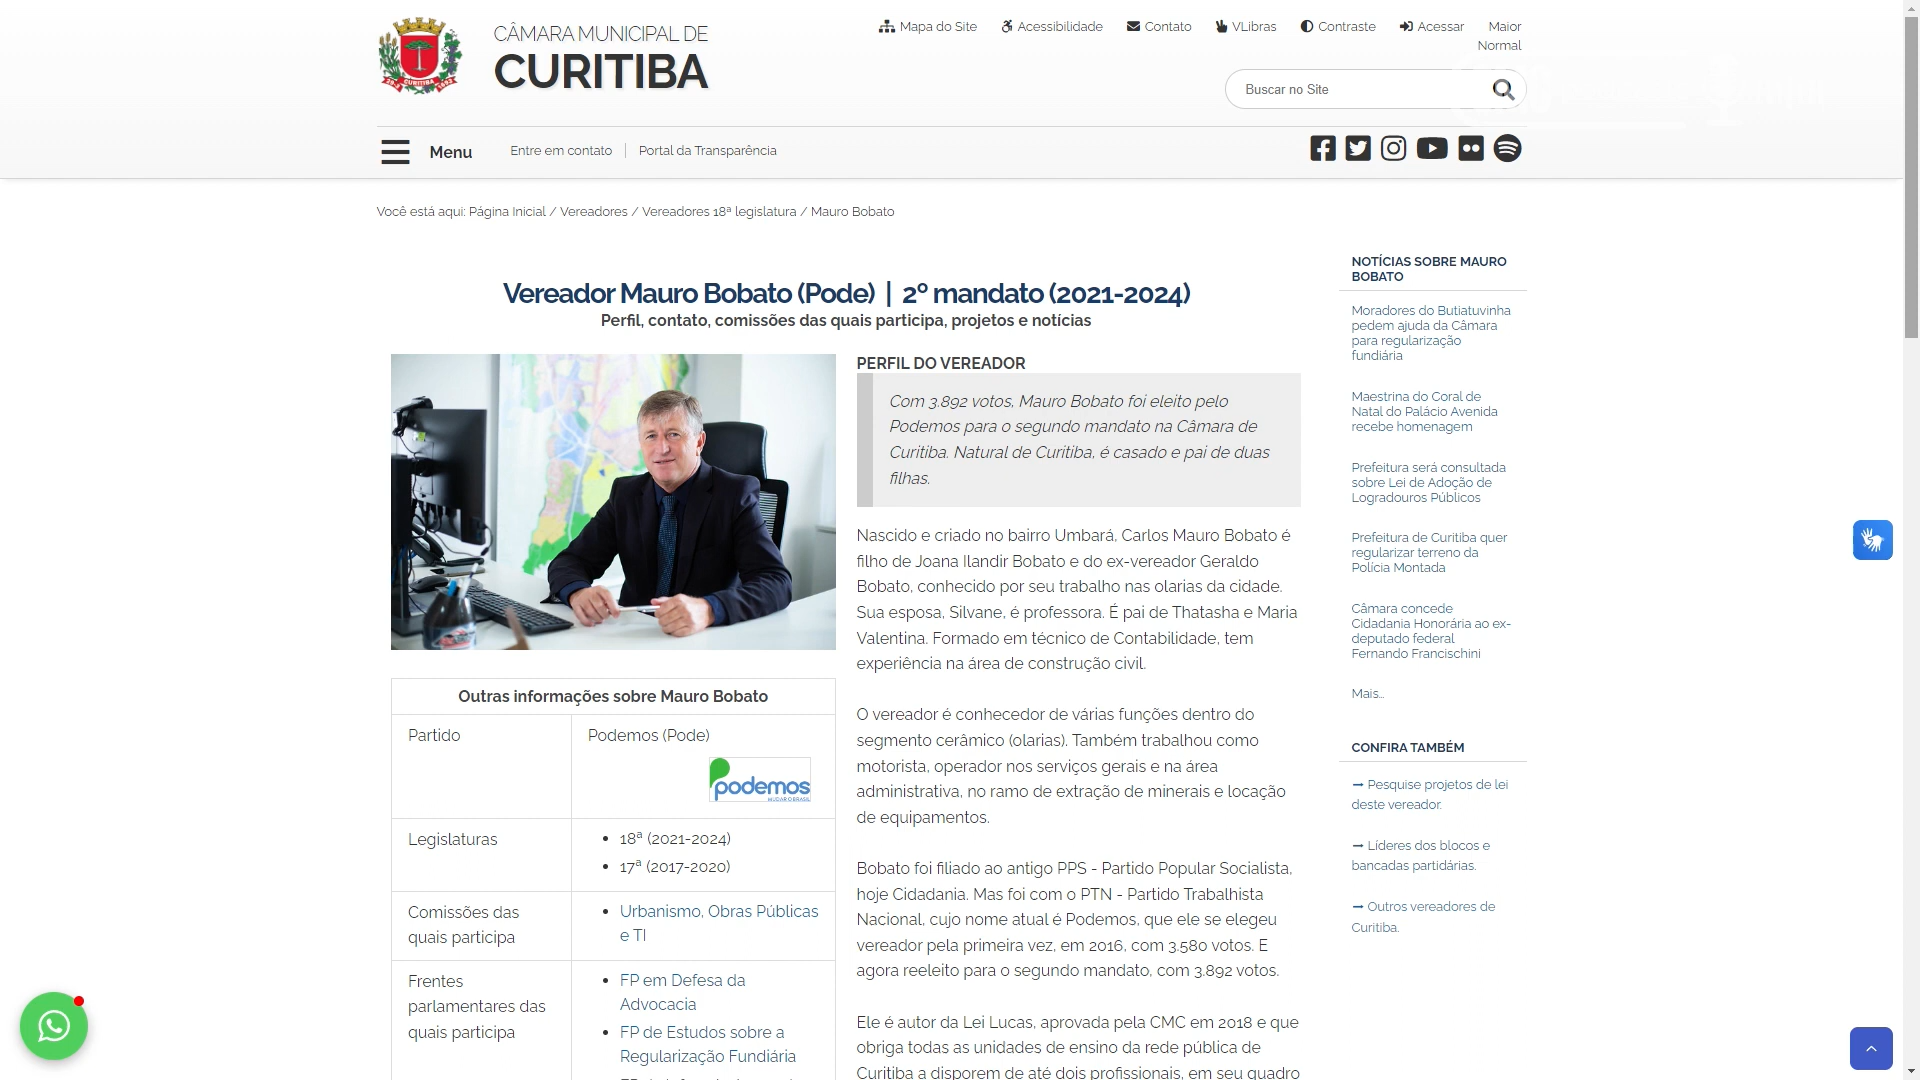 CÂMARA MUNICIPAL DE
CURITIBA
Mapa do Site
Acessibilidade
Contato
VLibras
Contraste
Acessar
Maior
Normal
Buscar no Site
Menu
Entre em contato
Portal da Transparência
Você está aqui: Página Inicial / Vereadores / Vereadores 18ª legislatura / Mauro Bobato
Vereador Mauro Bobato (Pode) | 2º mandato (2021-2024)
Perfil, contato, comissões das quais participa, projetos e notícias
PERFIL DO VEREADOR
Com 3.892 votos, Mauro Bobato foi eleito pelo
Podemos para o segundo mandato na Câmara de
Curitiba. Natural de Curitiba, é casado e pai de duas
filhas.
Nascido e criado no bairro Umbará, Carlos Mauro Bobato é
filho de Joana Ilandir Bobato e do ex-vereador Geraldo
Bobato, conhecido por seu trabalho nas olarias da cidade.
Sua esposa, Silvane, é professora. É pai de Thatasha e Maria
Valentina. Formado em técnico de Contabilidade, tem
experiência na área de construção civil.
O vereador é conhecedor de várias funções dentro do
segmento cerâmico (olarias). Também trabalhou como
motorista, operador nos serviços gerais e na área
administrativa, no ramo de extração de minerais e locação
de equipamentos.
Bobato foi filiado ao antigo PPS - Partido Popular Socialista,
hoje Cidadania. Mas foi com o PTN - Partido Trabalhista
Nacional, cujo nome atual é Podemos, que ele se elegeu
vereador pela primeira vez, em 2016, com 3.580 votos. E
agora reeleito para o segundo mandato, com 3.892 votos.
Ele é autor da Lei Lucas, aprovada pela CMC em 2018 e que
obriga todas as unidades de ensino da rede pública de
Curitiba a disporem de até dois profissionais, em seu quadro
Outras informações sobre Mauro Bobato
Partido
Podemos (Pode)
podemos
MUDAR O BRASIL
Legislaturas
18ª (2021-2024)
17ª (2017-2020)
Comissões das
quais participa
Urbanismo, Obras Públicas
e TI
Frentes
parlamentares das
quais participa
FP em Defesa da
Advocacia
FP de Estudos sobre a
Regularização Fundiária
NOTÍCIAS SOBRE MAURO
BOBATO
Moradores do Butiatuvinha
pedem ajuda da Câmara
para regularização
fundiária
Maestrina do Coral de
Natal do Palácio Avenida
recebe homenagem
Prefeitura será consultada
sobre Lei de Adoção de
Logradouros Públicos
Prefeitura de Curitiba quer
regularizar terreno da
Polícia Montada
Câmara concede
Cidadania Honorária ao ex-
deputado federal
Fernando Francischini
Mais…
CONFIRA TAMBÉM
➞ Pesquise projetos de lei
deste vereador.
➞ Líderes dos blocos e
bancadas partidárias.
➞ Outros vereadores de
Curitiba.